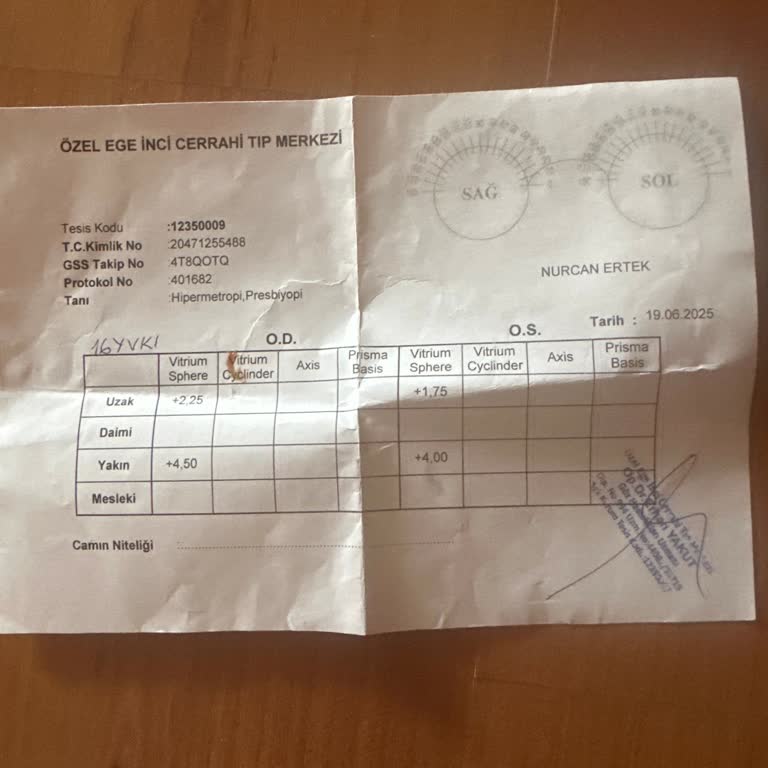 ÖZEL EGE İNCİ CERRAHİ TIP MERKEZİ
SAĞ SOL
Tesis Kodu :12350009
T.C.Kimlik No :20471255488
GSS Takip No :4T8QOTQ
Protokol No :401682
Tanı :Hipermetropi,Presbiyopi
NURCAN ERTEK
Tarih : 19.06.2025
16YVK1 O.D. O.S.
Vitrium Sphere Vitrium Cyclinder Axis Prisma Basis Vitrium Sphere Vitrium Cyclinder Axis Prisma Basis
Uzak +2,25 +1,75
Daimi
Yakın +4,50 +4,00
Mesleki
Camın Niteliği
YAKUT